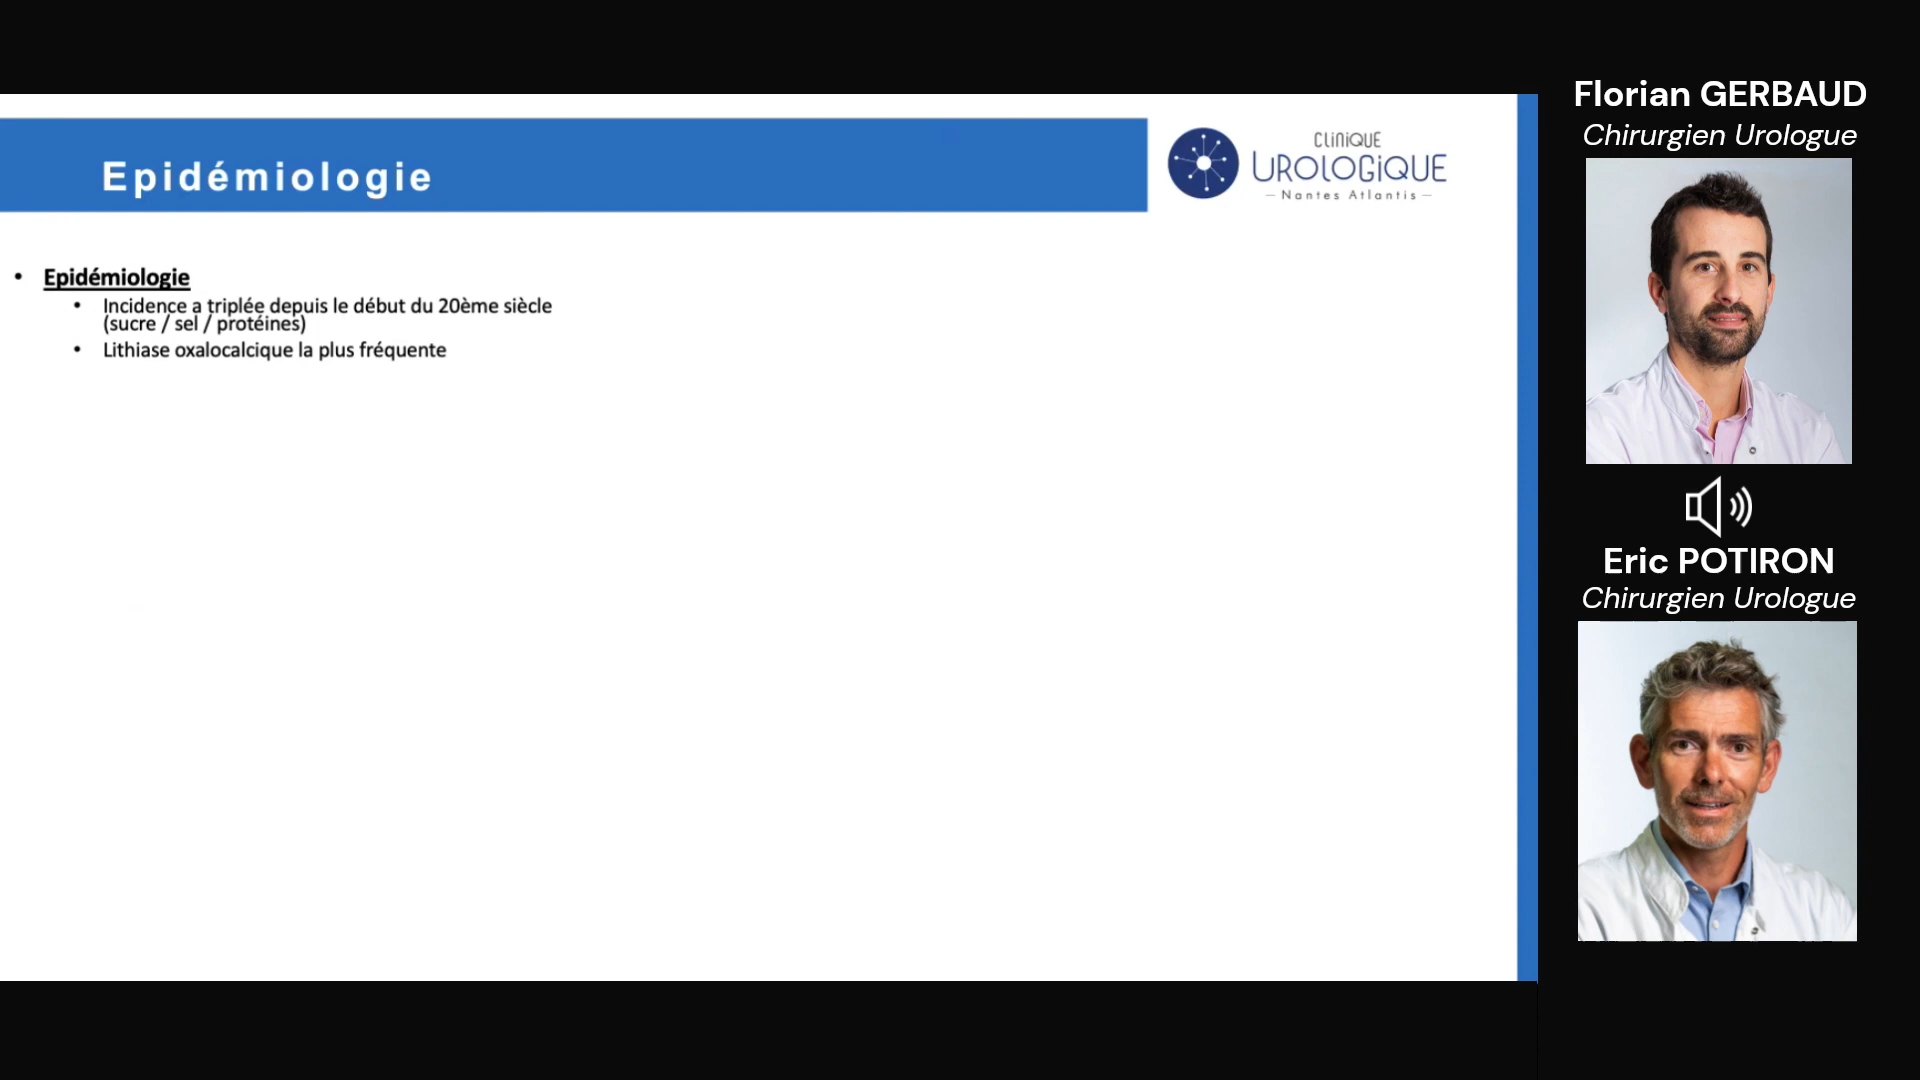 Epidémiologie
CLINIQUE
UROLOGIQUE
Nantes Atlantis
• Epidémiologie
• Incidence a triplée depuis le début du 20ème siècle
(sucre / sel / protéines)
• Lithiase oxalocalcique la plus fréquente
Florian GERBAUD
Chirurgien Urologue
Eric POTIRON
Chirurgien Urologue